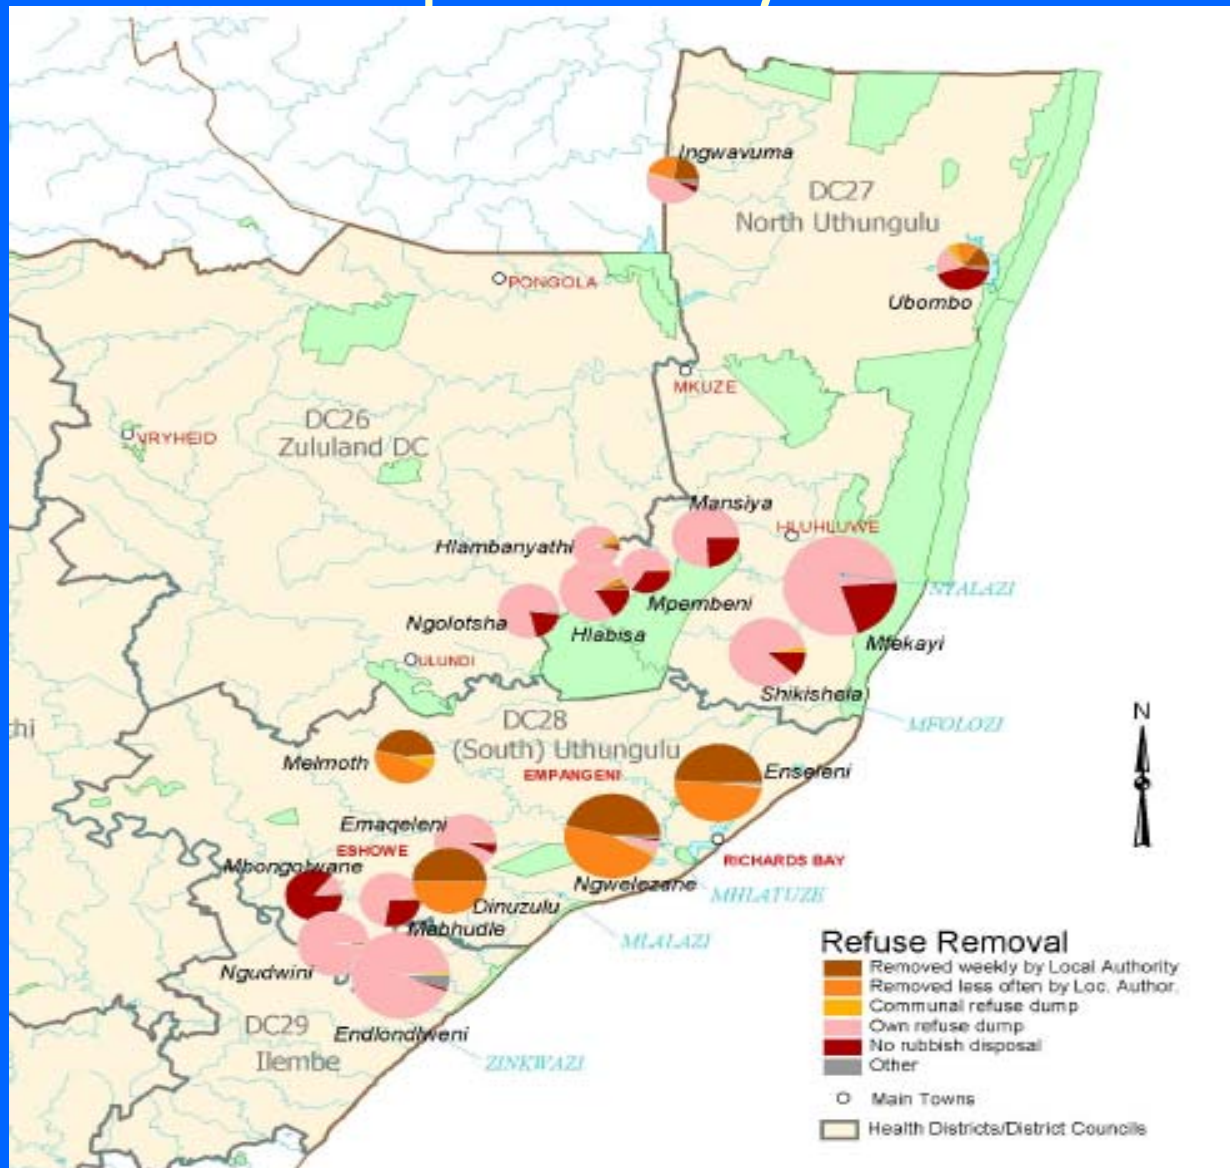 Ingwavuma
DC27
North Uthungulu
Ubombo
PONGOLA
MKUZE
DC26
Zululand DC
VRYHEID
Mansiya
HLUHLUWE
Hlambanyathi
NYALAZI
Mpembeni
Ngolotsha
Hlabisa
Mfekayi
ULUNDI
Shikishela
MFOLOZI
DC28
(South) Uthungulu
hi
Melmoth
EMPANGENI
Enseleni
Emaqeleni
ESHOWE
RICHARDS BAY
Mbongolwane
Ngwelezane
MHLATUZE
Dinuzulu
Mabhudle
MLALAZI
Ngudwini
Endlondlweni
DC29
Ilembe
ZINKWAZI
N
Refuse Removal
Removed weekly by Local Authority
Removed less often by Loc. Author.
Communal refuse dump
Own refuse dump
No rubbish disposal
Other
Main Towns
Health Districts/District Councils